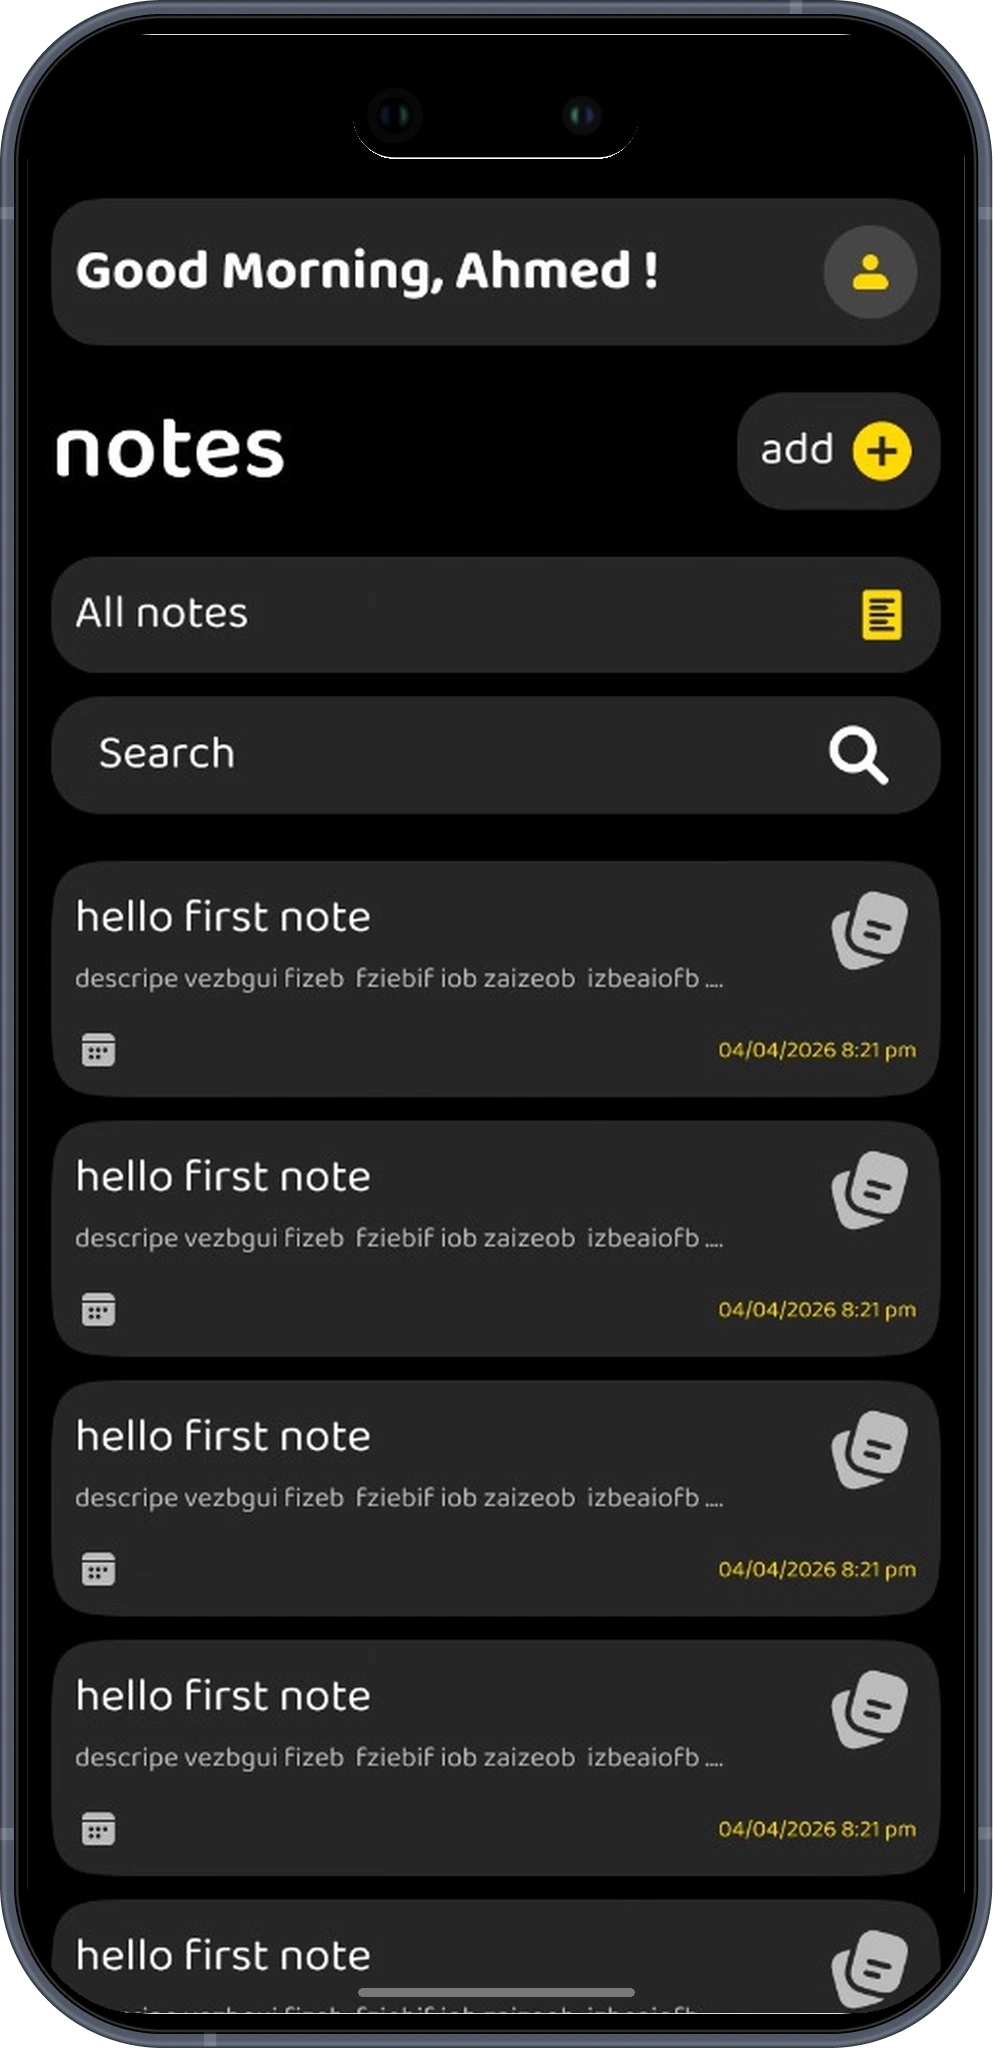 Good Morning, Ahmed !
notes
add
All notes
Search
hello first note
descripe vezbgui fizeb fziebif iob zaizeob izbeaiofb ....
04/04/2026 8:21 pm
hello first note
descripe vezbgui fizeb fziebif iob zaizeob izbeaiofb ....
04/04/2026 8:21 pm
hello first note
descripe vezbgui fizeb fziebif iob zaizeob izbeaiofb ....
04/04/2026 8:21 pm
hello first note
descripe vezbgui fizeb fziebif iob zaizeob izbeaiofb ....
04/04/2026 8:21 pm
hello first note